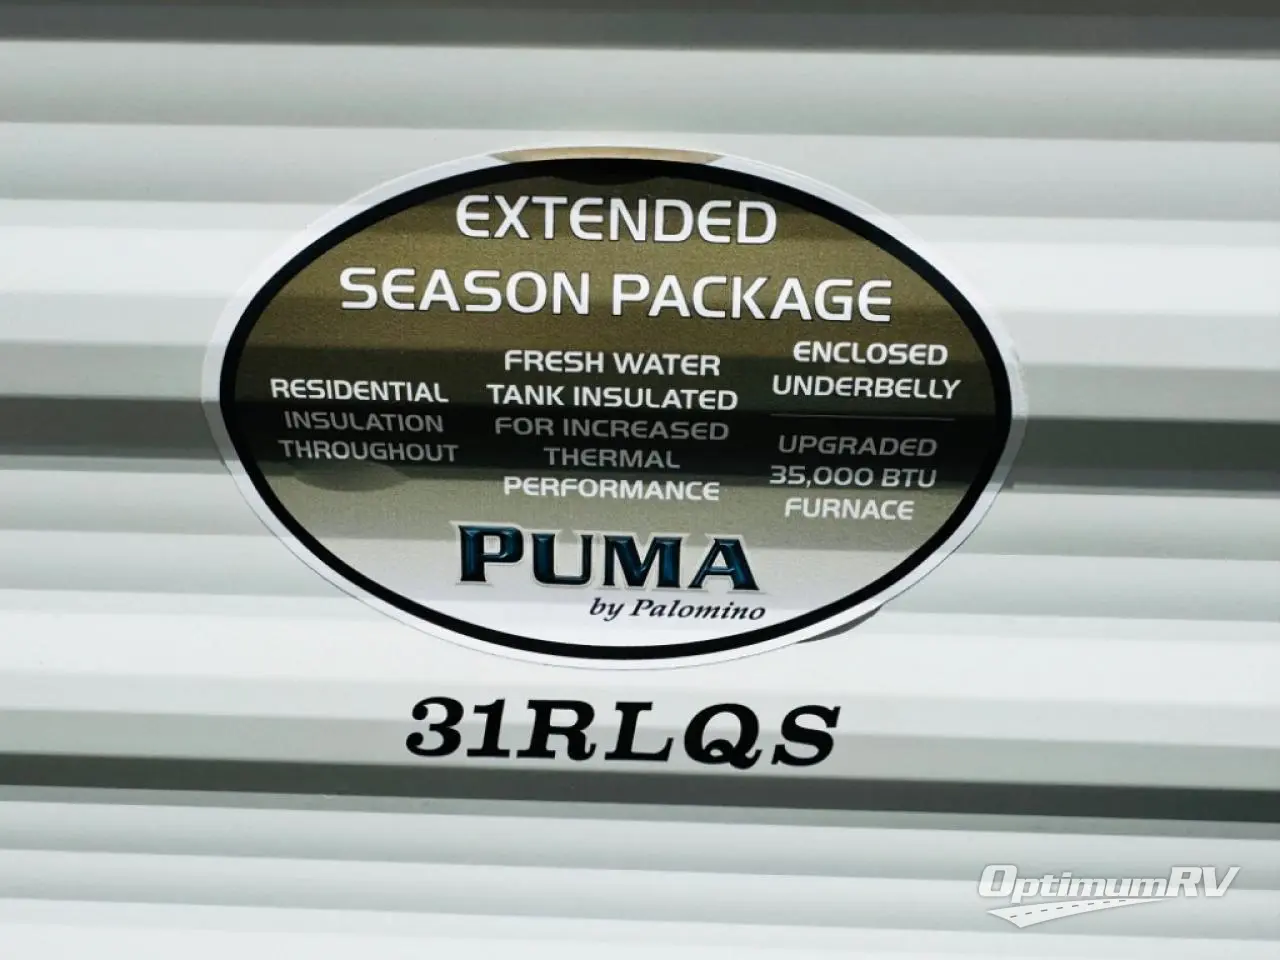 EXTENDED
SEASON PACKAGE
RESIDENTIAL
INSULATION
THROUGHOUT
FRESH WATER
TANK INSULATED
FOR INCREASED
THERMAL
PERFORMANCE
ENCLOSED
UNDERBELLY
UPGRADED
35,000 BTU
FURNACE
PUMA
by Palomino
31RLQS
OptimumRV